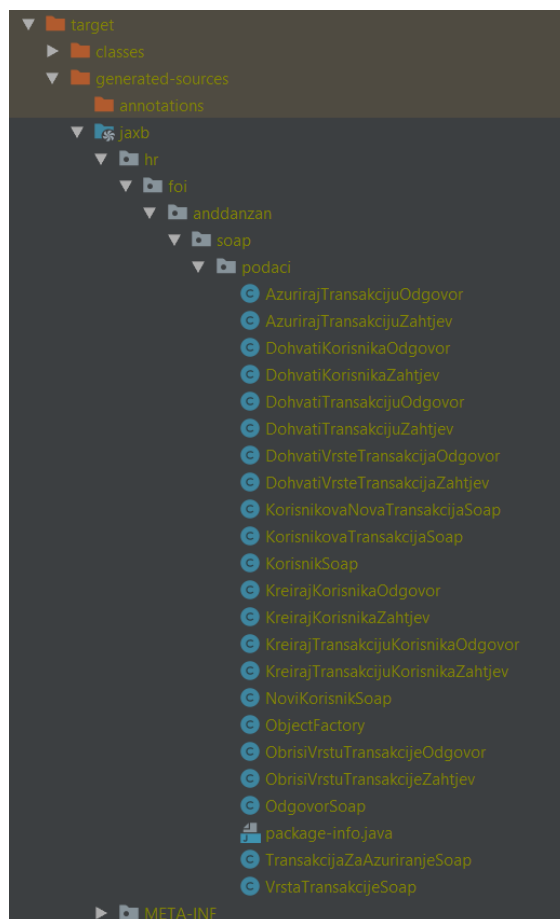 target
classes
generated-sources
annotations
jaxb
hr
foi
anddanzan
soap
podaci
AzurirajTransakcijuOdgovor
AzurirajTransakcijuZahtjev
DohvatiKorisnikaOdgovor
DohvatiKorisnikaZahtjev
DohvatiTransakcijuOdgovor
DohvatiTransakcijuZahtjev
DohvatiVrsteTransakcijaOdgovor
DohvatiVrsteTransakcijaZahtjev
KorisnikovaNovaTransakcijaSoap
KorisnikovaTransakcijaSoap
KorisnikSoap
KreirajKorisnikaOdgovor
KreirajKorisnikaZahtjev
KreirajTransakcijuKorisnikaOdgovor
KreirajTransakcijuKorisnikaZahtjev
NoviKorisnikSoap
ObjectFactory
ObrisiVrstuTransakcijeOdgovor
ObrisiVrstuTransakcijeZahtjev
OdgovorSoap
package-info.java
TransakcijaZaAzuriranjeSoap
VrstaTransakcijeSoap
META-INF